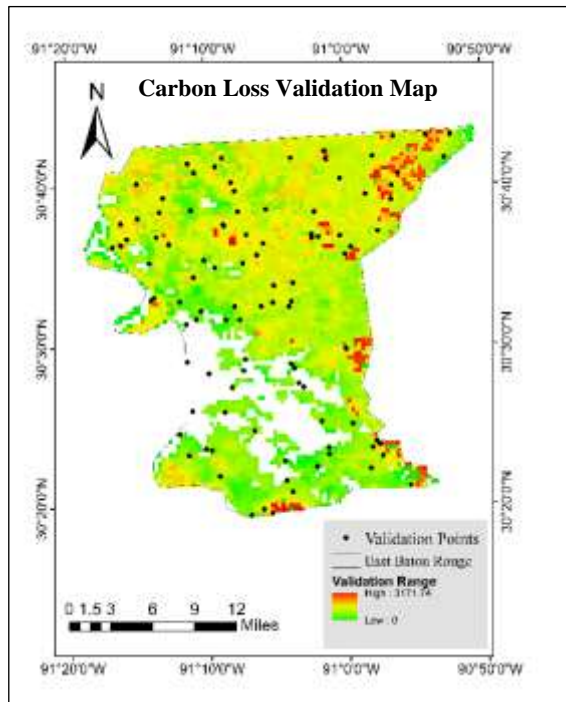 91°20'0"W 91°10'0"W 91°0'0"W 90°50'0"W
Carbon Loss Validation Map
N
30°40'0"N 30°40'0"N
30°30'0"N 30°30'0"N
30°20'0"N 30°20'0"N
Validation Points
East Baton Range
Validation Range
High : 3171.74
Low : 0
0 1.5 3 6 9 12
Miles
91°20'0"W 91°10'0"W 91°0'0"W 90°50'0"W